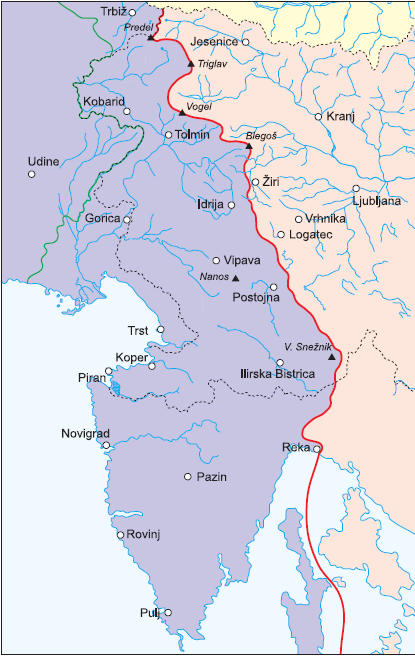 Trbiž
Predel
Jesenice
Triglav
Kobarid
Vogel
Kranj
Tolmin
Blegoš
Udine
Žiri
Ljubljana
Idrija
Gorica
Vrhnika
Logatec
Vipava
Nanos
Postojna
Trst
V. Snežnik
Koper
Piran
Ilirska Bistrica
Novigrad
Reka
Pazin
Rovinj
Pulj